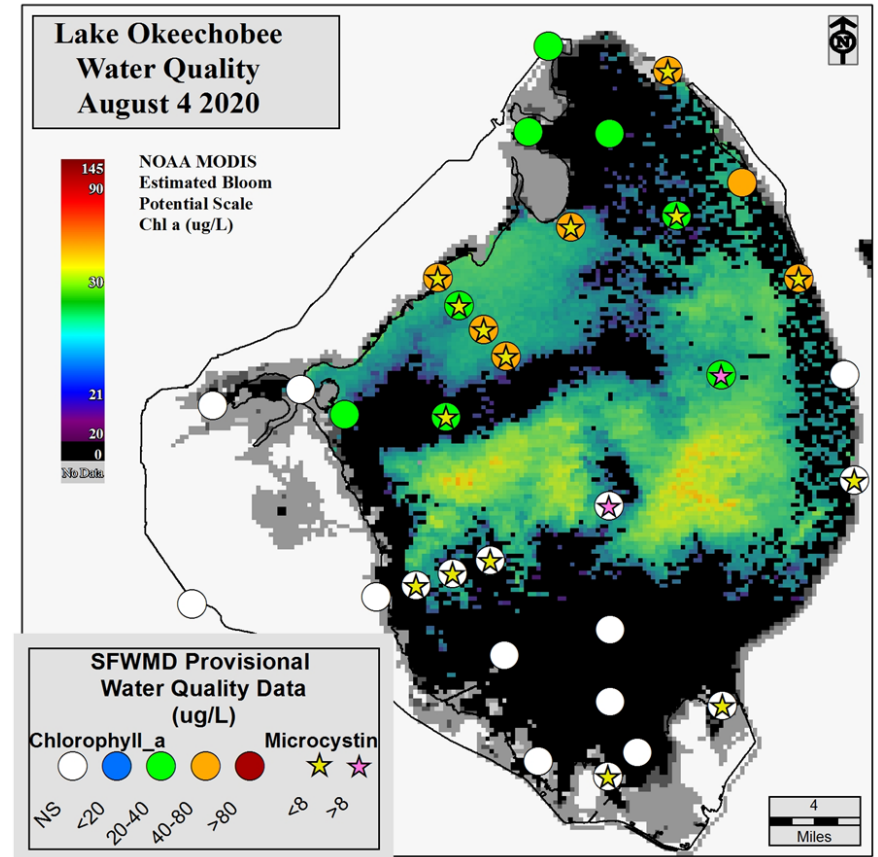 Lake Okeechobee
Water Quality
August 4 2020
N
NOAA MODIS
Estimated Bloom
Potential Scale
Chl a (ug/L)
145
90
30
21
20
0
No Data
SFWMD Provisional
Water Quality Data
(ug/L)
Chlorophyll_a Microcystin
NS <20 20-40 40-80 >80 <8 >8
4
Miles